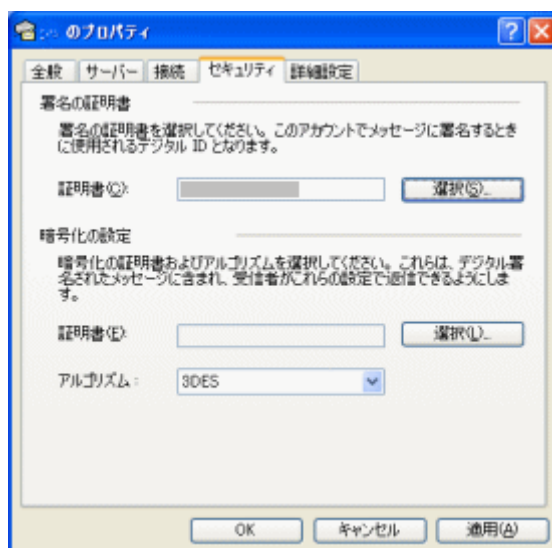 のプロパティ
全般 サーバー 接続 セキュリティ 詳細設定
署名の証明書
署名の証明書を選択してください。このアカウントでメッセージに署名するとき
に使用されるデジタル ID となります。
証明書(C): 選択(S)...
暗号化の設定
暗号化の証明書およびアルゴリズムを選択してください。これらは、デジタル署
名されたメッセージに含まれ、受信者がこれらの設定で返信できるようにしま
す。
証明書(E): 選択(L)...
アルゴリズム: 3DES
OK キャンセル 適用(A)